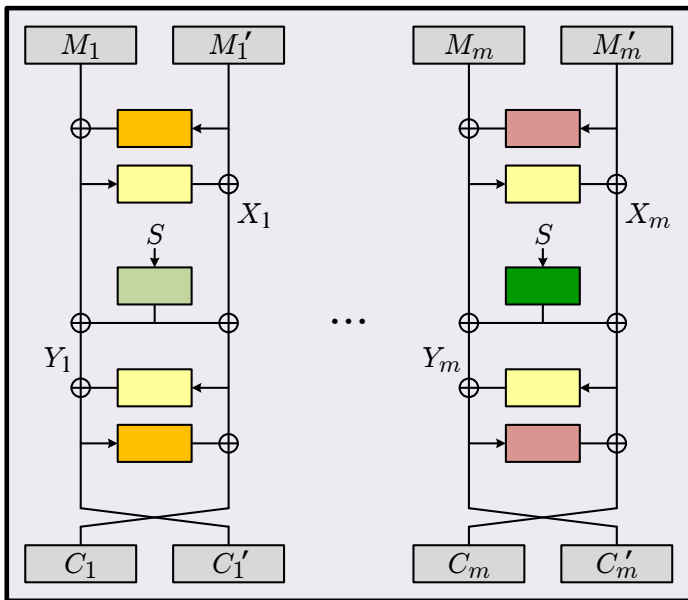 M₁ M₁′ Mₘ Mₘ′
X₁ Xₘ
S S
...
Y₁ Yₘ
C₁ C₁′ Cₘ Cₘ′